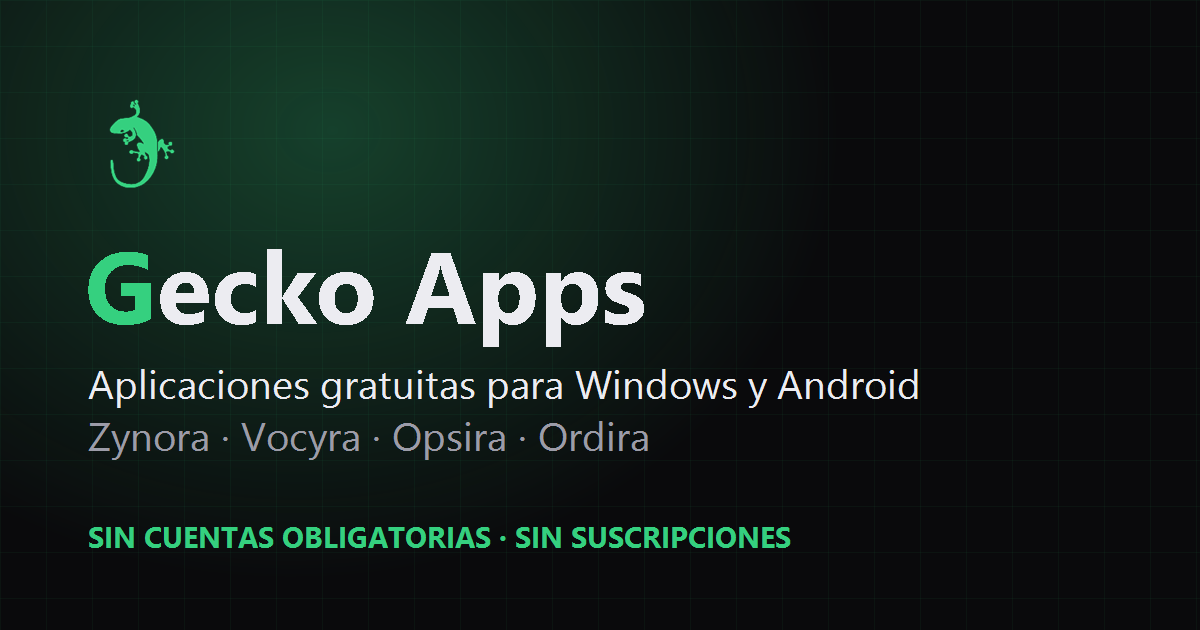 Gecko Apps
Aplicaciones gratuitas para Windows y Android
Zynora · Vocyra · Opsira · Ordira
SIN CUENTAS OBLIGATORIAS · SIN SUSCRIPCIONES